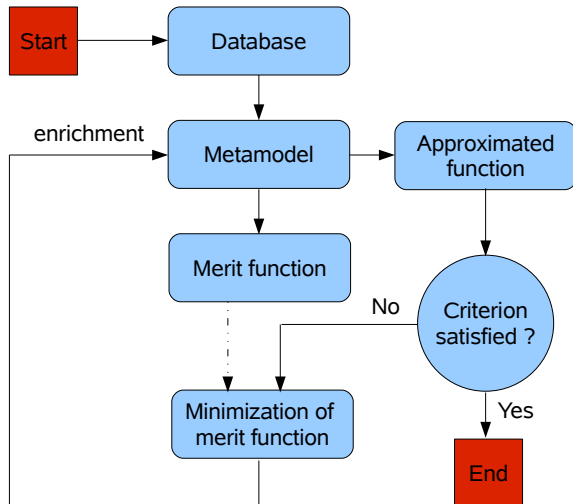 Start
Database
enrichment
Metamodel
Approximated
function
Merit function
No
Criterion
satisfied ?
Minimization of
merit function
Yes
End